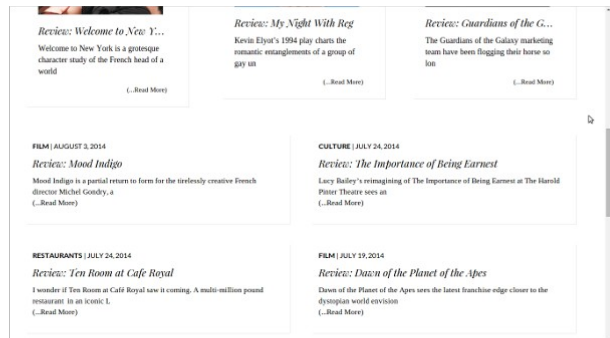 Review: Welcome to New Y...
Welcome to New York is a grotesque
character study of the French head of a
world
(...Read More)
Review: My Night With Reg
Kevin Elyot's 1994 play charts the
romantic entanglements of a group of
gay un
(...Read More)
Review: Guardians of the G...
The Guardians of the Galaxy marketing
team have been flogging their horse so
lon
(...Read More)
FILM | AUGUST 3, 2014
Review: Mood Indigo
Mood Indigo is a partial return to form for the tirelessly creative French
director Michel Gondry, a
(...Read More)
CULTURE | JULY 24, 2014
Review: The Importance of Being Earnest
Lucy Bailey's reimagining of The Importance of Being Earnest at The Harold
Pinter Theatre sees an
(...Read More)
RESTAURANTS | JULY 24, 2014
Review: Ten Room at Cafe Royal
I wonder if Ten Room at Café Royal saw it coming. A multi-million pound
restaurant in an iconic L
(...Read More)
FILM | JULY 19, 2014
Review: Dawn of the Planet of the Apes
Dawn of the Planet of the Apes sees the latest franchise edge closer to the
dystopian world envision
(...Read More)